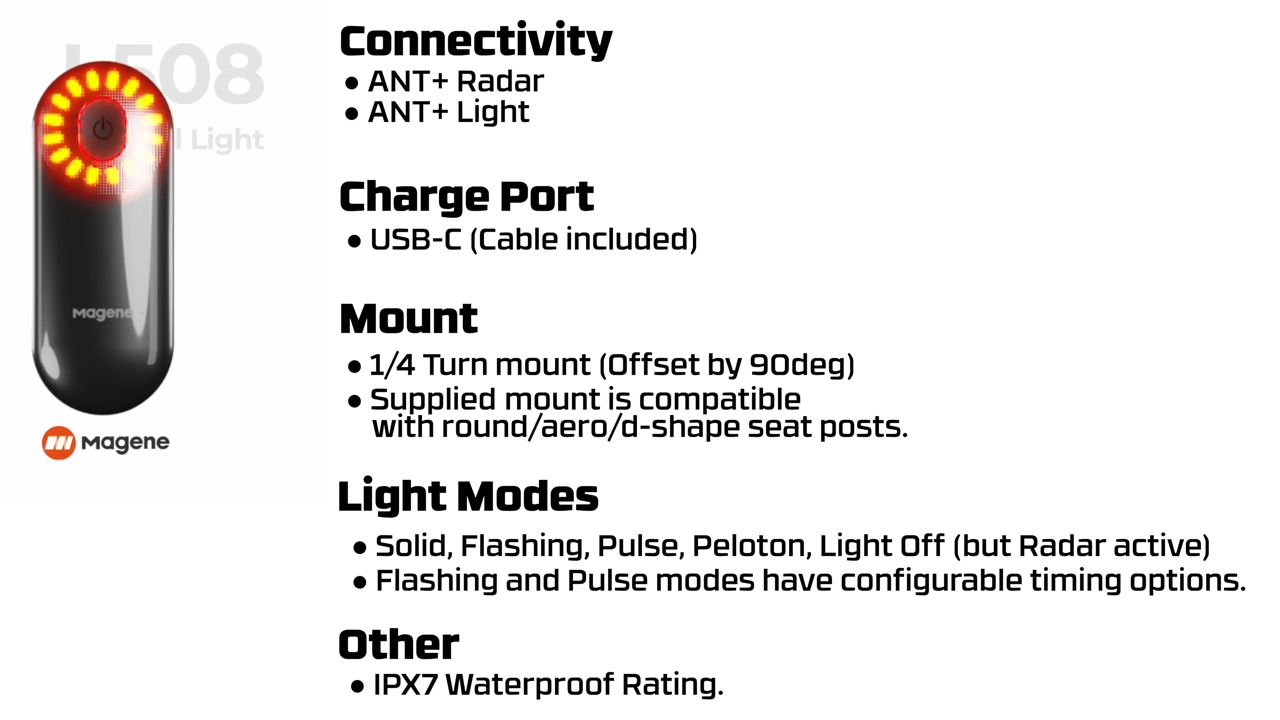 L508
l Light
Magene
Magene
Connectivity
● ANT+ Radar
● ANT+ Light
Charge Port
● USB-C (Cable included)
Mount
● 1/4 Turn mount (Offset by 90deg)
● Supplied mount is compatible
with round/aero/d-shape seat posts.
Light Modes
● Solid, Flashing, Pulse, Peloton, Light Off (but Radar active)
● Flashing and Pulse modes have configurable timing options.
Other
● IPX7 Waterproof Rating.